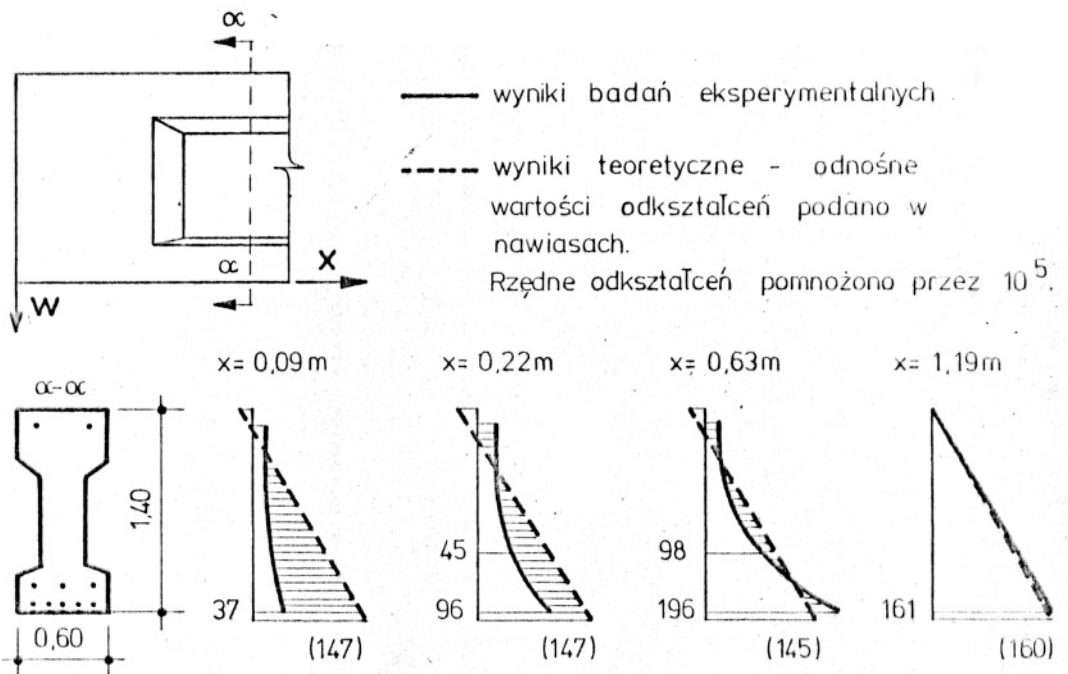 α
α
x
w
wyniki badań eksperymentalnych
wyniki teoretyczne - odnośne
wartości odkształceń podano w
nawiasach.
Rzędne odkształceń pomnożono przez 10⁵.
α-α
1,40
0,60
x= 0,09m
x= 0,22m
x= 0,63m
x= 1,19m
37
(147)
45
96
(147)
98
196
(145)
161
(160)